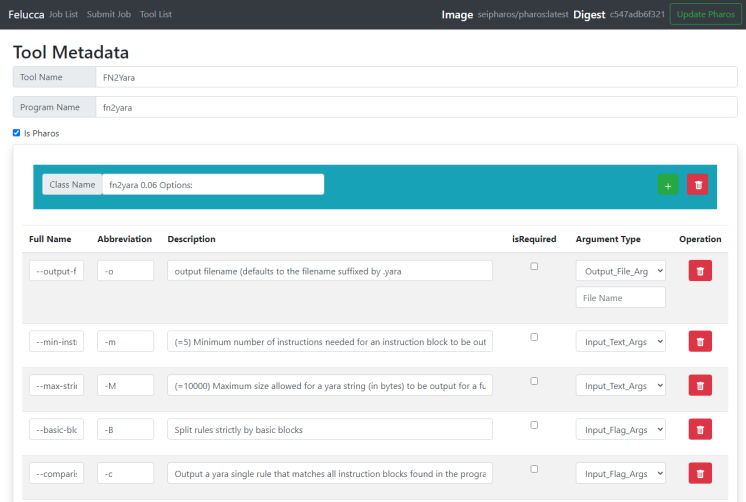 Felucca Job List Submit Job Tool List Image seipharos/pharos:latest Digest c547adb6f321 Update Pharos
Tool Metadata
Tool Name FN2Yara
Program Name fn2yara
Is Pharos
Class Name fn2yara 0.06 Options: +
Full Name Abbreviation Description isRequired Argument Type Operation
--output-f -o output filename (defaults to the filename suffixed by .yara Output_File_Arg
File Name
--min-insti -m (=5) Minimum number of instructions needed for an instruction block to be out Input_Text_Args
--max-strin -M (=10000) Maximum size allowed for a yara string (in bytes) to be output for a fu Input_Text_Args
--basic-blo -B Split rules strictly by basic blocks Input_Flag_Args
--comparis -c Output a yara single rule that matches all instruction blocks found in the progra Input_Flag_Args